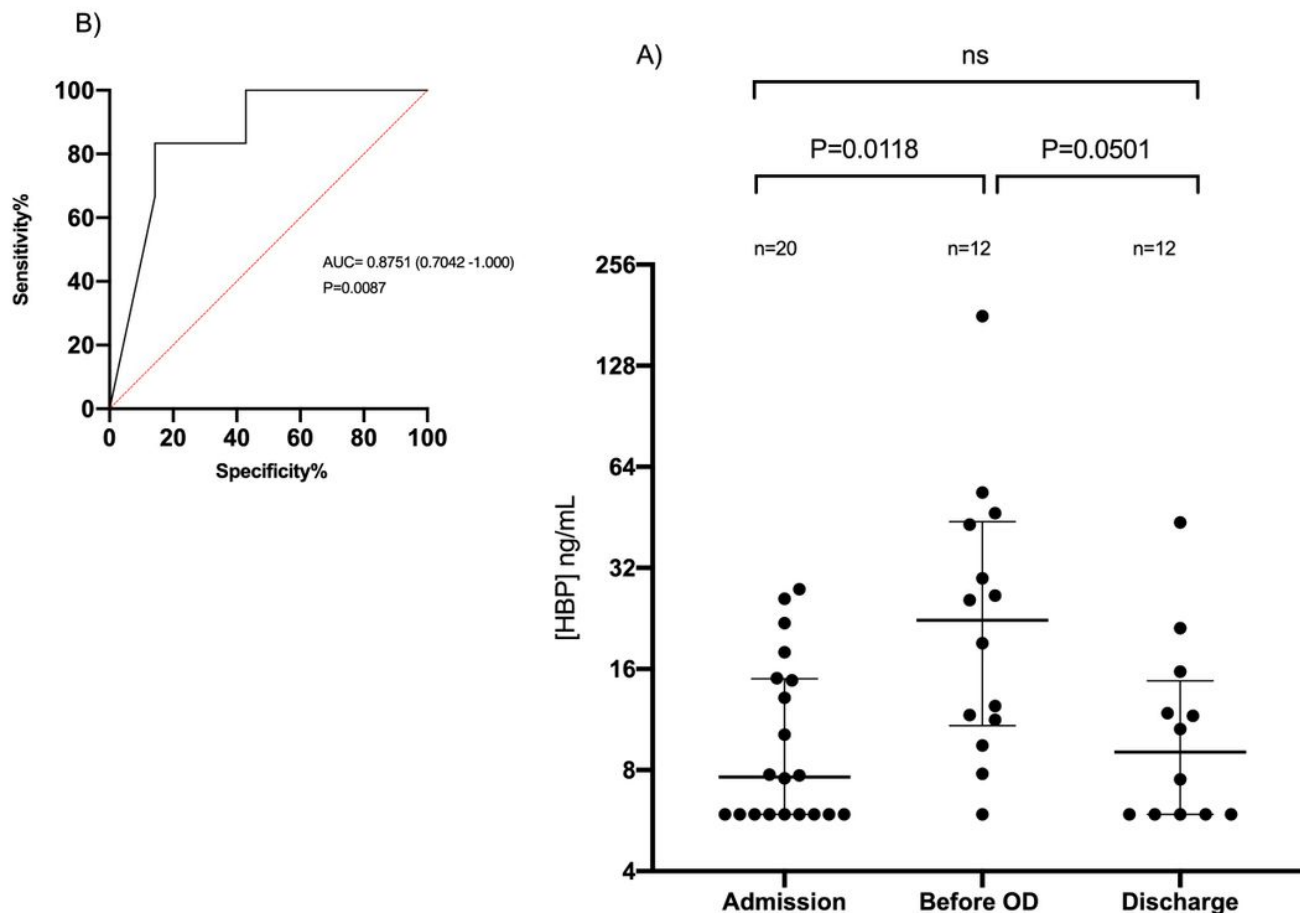 B)
100
80
60
40
20
0
Sensitivity%
0 20 40 60 80 100
Specificity%
AUC= 0.8751 (0.7042 -1.000)
P=0.0087
A)
ns
P=0.0118 P=0.0501
n=20 n=12 n=12
256
128
64
32
16
8
4
[HBP] ng/mL
Admission Before OD Discharge